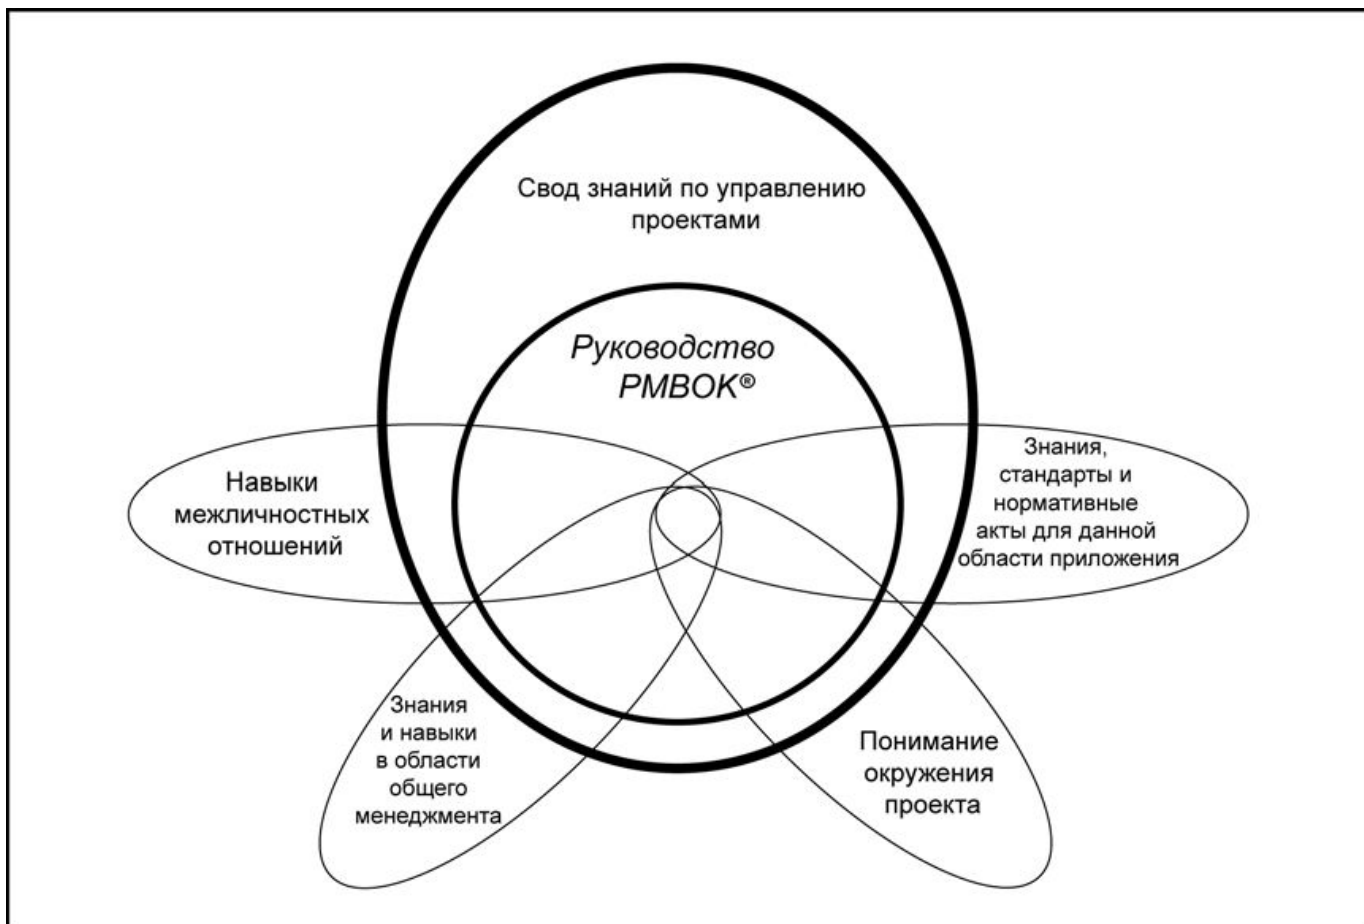 Свод знаний по управлению
проектами
Руководство
PMBOK®
Навыки
межличностных
отношений
Знания,
стандарты и
нормативные
акты для данной
области приложения
Знания
и навыки
в области
общего
менеджмента
Понимание
окружения
проекта